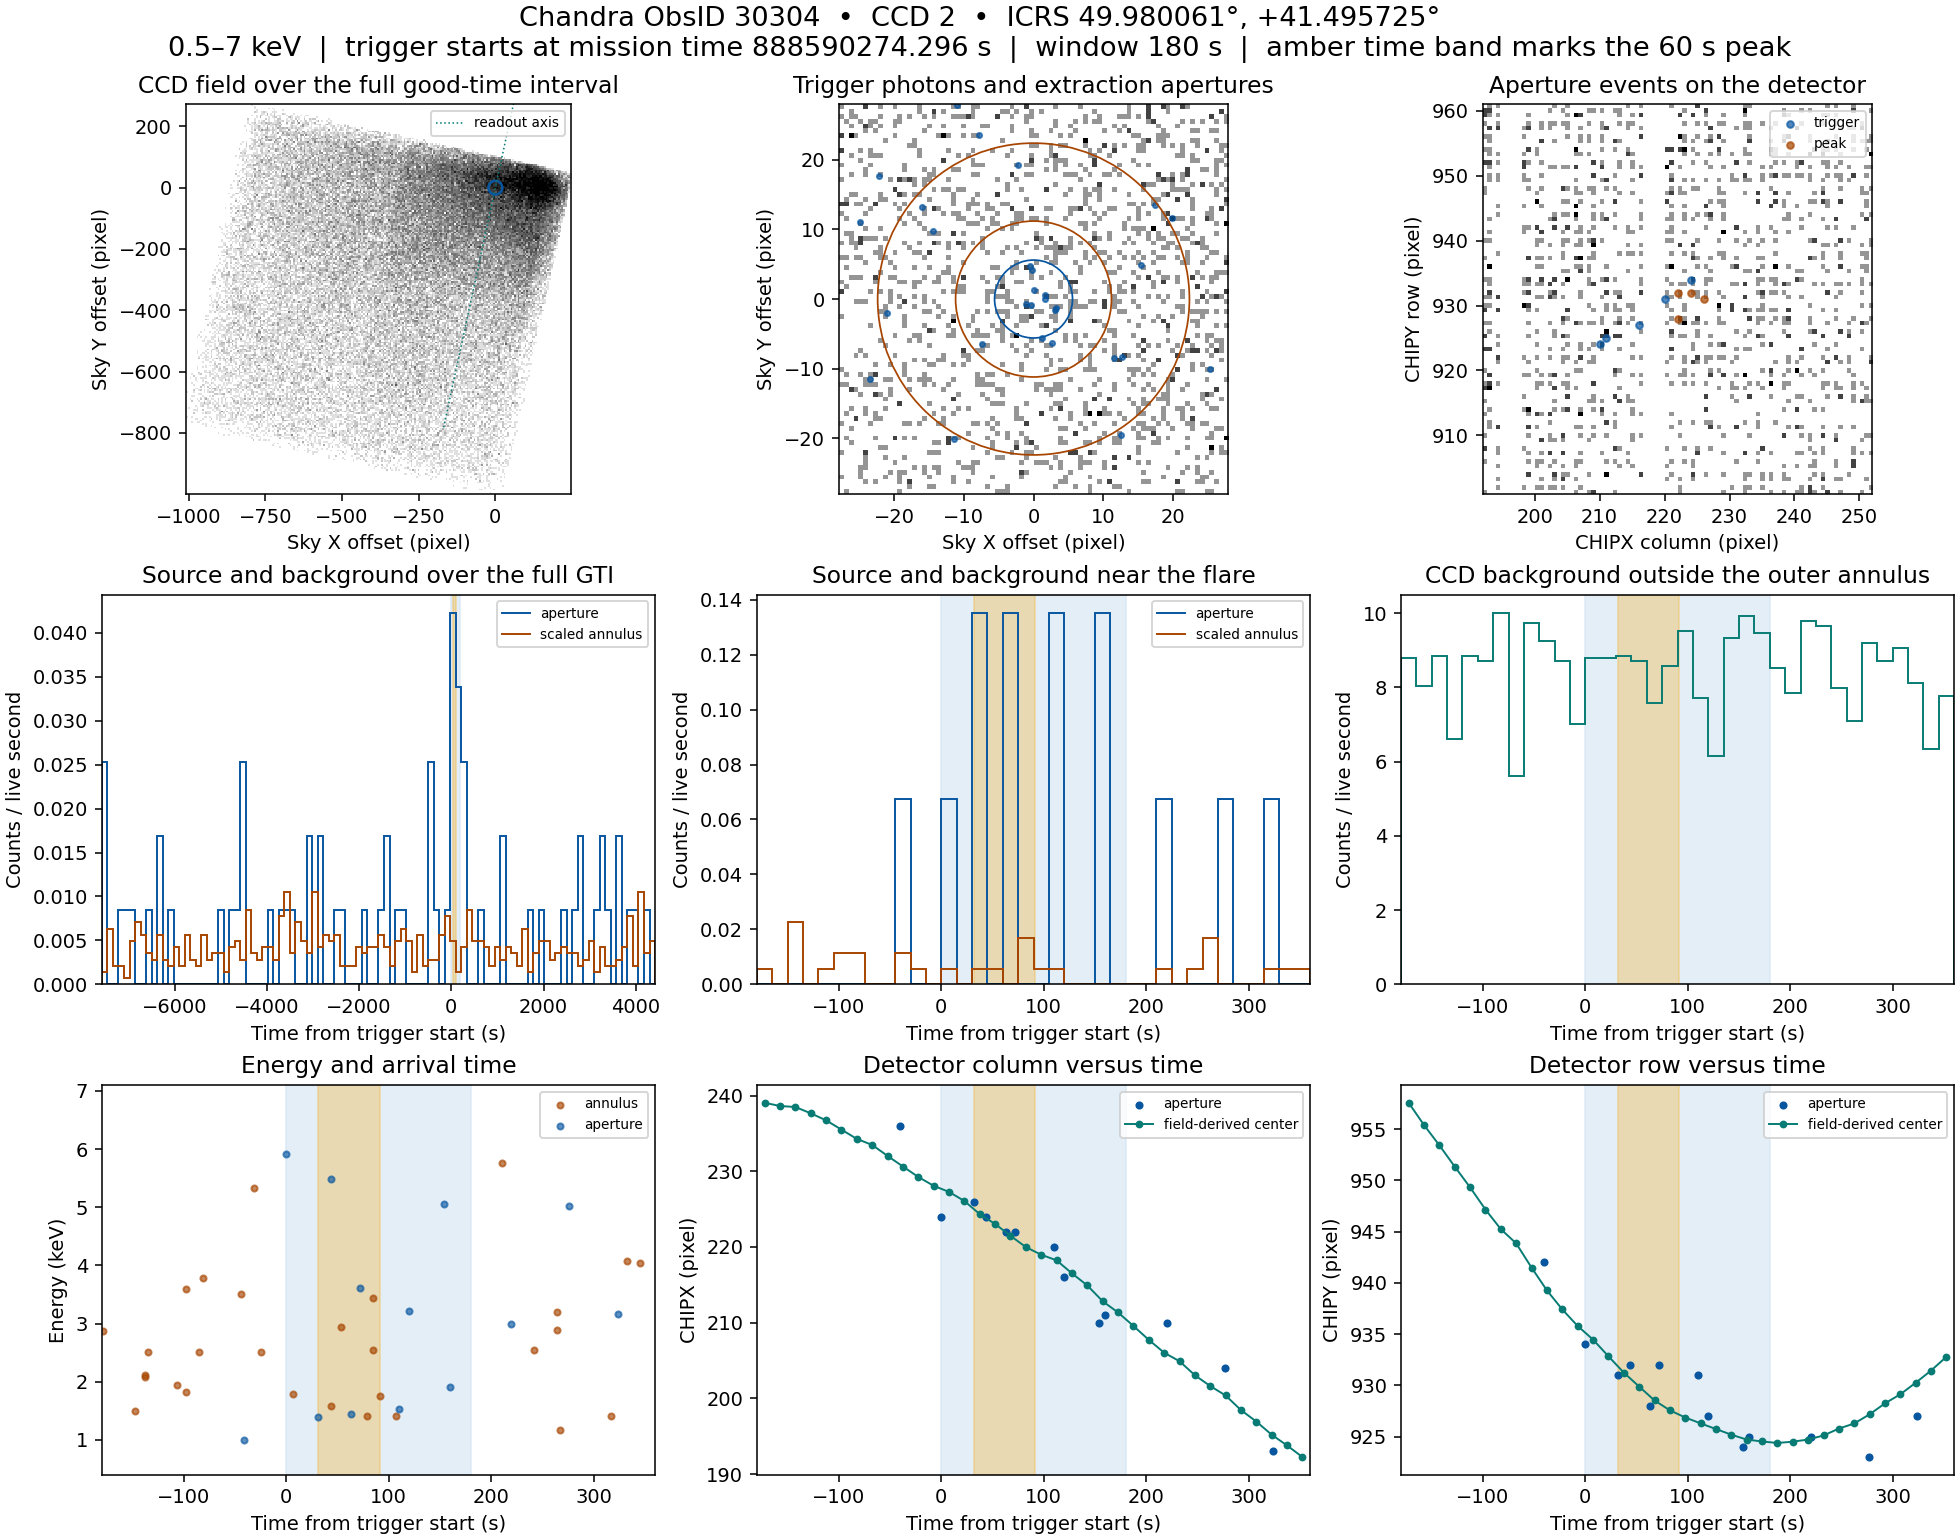 Chandra ObsID 30304 • CCD 2 • ICRS 49.980061°, +41.495725°
0.5–7 keV | trigger starts at mission time 888590274.296 s | window 180 s | amber time band marks the 60 s peak
CCD field over the full good-time interval
readout axis
200
0
−200
−400
−600
−800
Sky Y offset (pixel)
−1000
−750
−500
−250
0
Sky X offset (pixel)
Trigger photons and extraction apertures
20
10
0
−10
−20
Sky Y offset (pixel)
−20
−10
0
10
20
Sky X offset (pixel)
Aperture events on the detector
trigger
peak
960
950
940
930
920
910
CHIPY row (pixel)
200
210
220
230
240
250
CHIPX column (pixel)
Source and background over the full GTI
aperture
scaled annulus
0.040
0.035
0.030
0.025
0.020
0.015
0.010
0.005
0.000
Counts / live second
−6000
−4000
−2000
0
2000
4000
Time from trigger start (s)
Source and background near the flare
aperture
scaled annulus
0.14
0.12
0.10
0.08
0.06
0.04
0.02
0.00
Counts / live second
−100
0
100
200
300
Time from trigger start (s)
CCD background outside the outer annulus
10
8
6
4
2
0
Counts / live second
−100
0
100
200
300
Time from trigger start (s)
Energy and arrival time
annulus
aperture
7
6
5
4
3
2
1
Energy (keV)
−100
0
100
200
300
Time from trigger start (s)
Detector column versus time
aperture
field-derived center
240
230
220
210
200
190
CHIPX (pixel)
−100
0
100
200
300
Time from trigger start (s)
Detector row versus time
aperture
field-derived center
955
950
945
940
935
930
925
CHIPY (pixel)
−100
0
100
200
300
Time from trigger start (s)